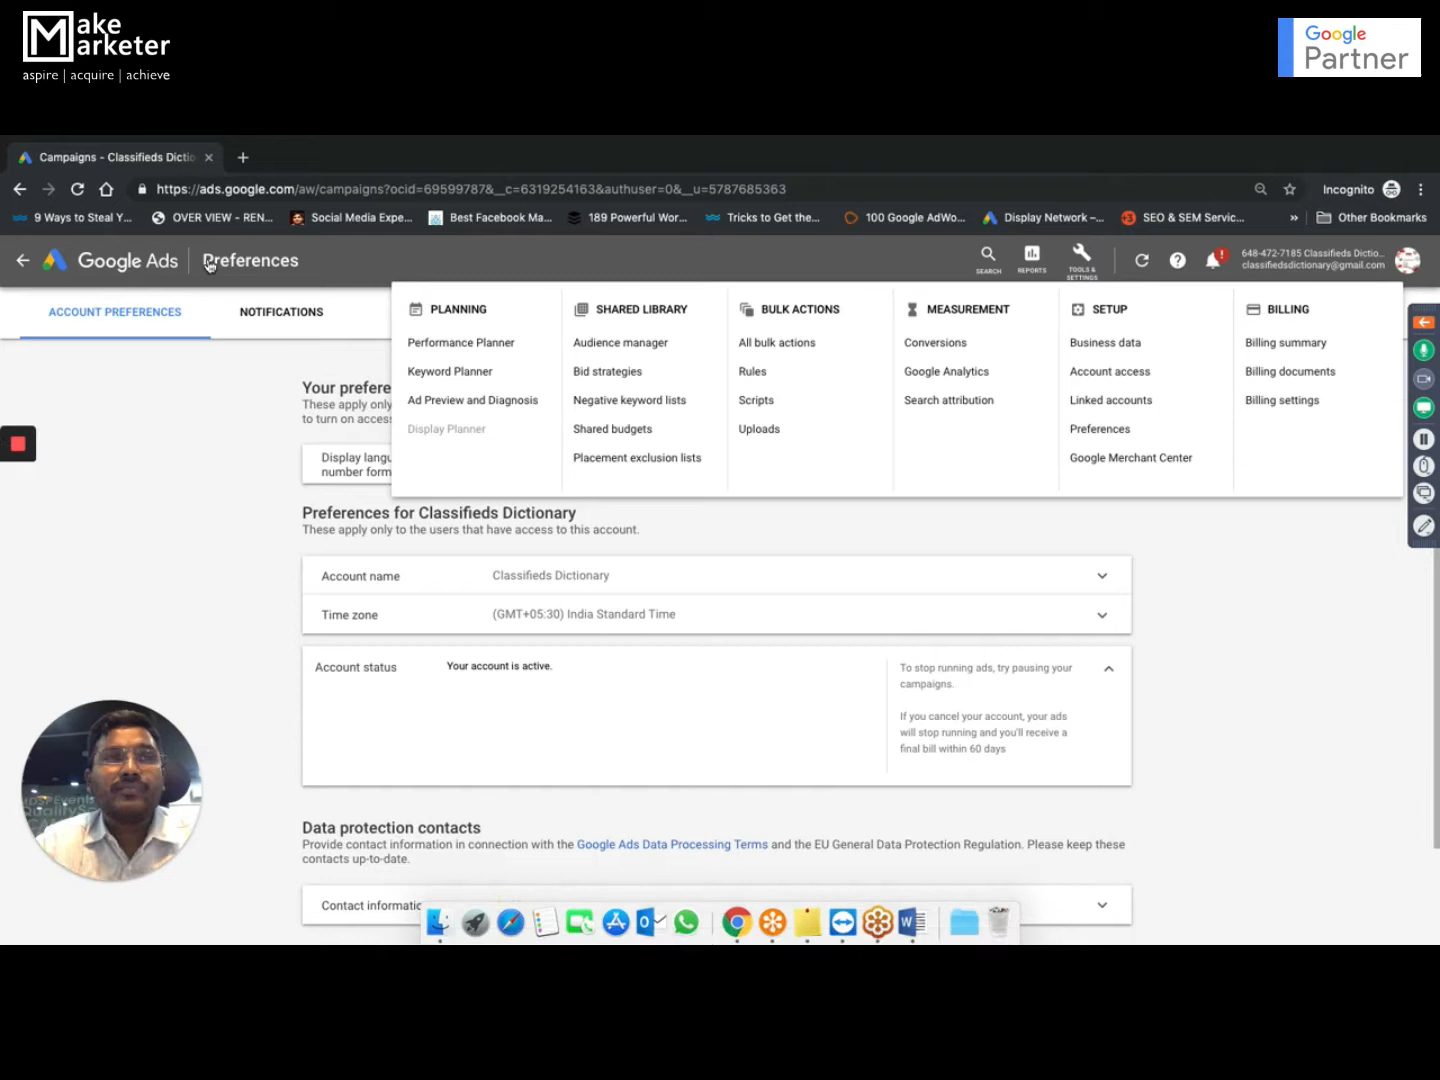 Make
Marketer
aspire | acquire | achieve
Google
Partner
Campaigns - Classifieds Dictio
https://ads.google.com/aw/campaigns?ocid=69599787&__c=6319254163&authuser=0&__u=5787685363
Incognito
9 Ways to Steal Y...
OVER VIEW - REN...
Social Media Expe...
Best Facebook Ma...
189 Powerful Wor...
Tricks to Get the...
100 Google AdWo...
Display Network –...
SEO & SEM Servic...
»
Other Bookmarks
Google Ads
Preferences
SEARCH
REPORTS
TOOLS &
SETTINGS
648-472-7185 Classifieds Dictio...
classifiedsdictionary@gmail.com
ACCOUNT PREFERENCES
NOTIFICATIONS
PLANNING
Performance Planner
Keyword Planner
Ad Preview and Diagnosis
Display Planner
SHARED LIBRARY
Audience manager
Bid strategies
Negative keyword lists
Shared budgets
Placement exclusion lists
BULK ACTIONS
All bulk actions
Rules
Scripts
Uploads
MEASUREMENT
Conversions
Google Analytics
Search attribution
SETUP
Business data
Account access
Linked accounts
Preferences
Google Merchant Center
BILLING
Billing summary
Billing documents
Billing settings
Your prefere
These apply only
to turn on acces
Display langu
number form
Preferences for Classifieds Dictionary
These apply only to the users that have access to this account.
Account name Classifieds Dictionary
Time zone (GMT+05:30) India Standard Time
Account status Your account is active.
To stop running ads, try pausing your
campaigns.
If you cancel your account, your ads
will stop running and you'll receive a
final bill within 60 days
Data protection contacts
Provide contact information in connection with the Google Ads Data Processing Terms and the EU General Data Protection Regulation. Please keep these
contacts up-to-date.
Contact informatic